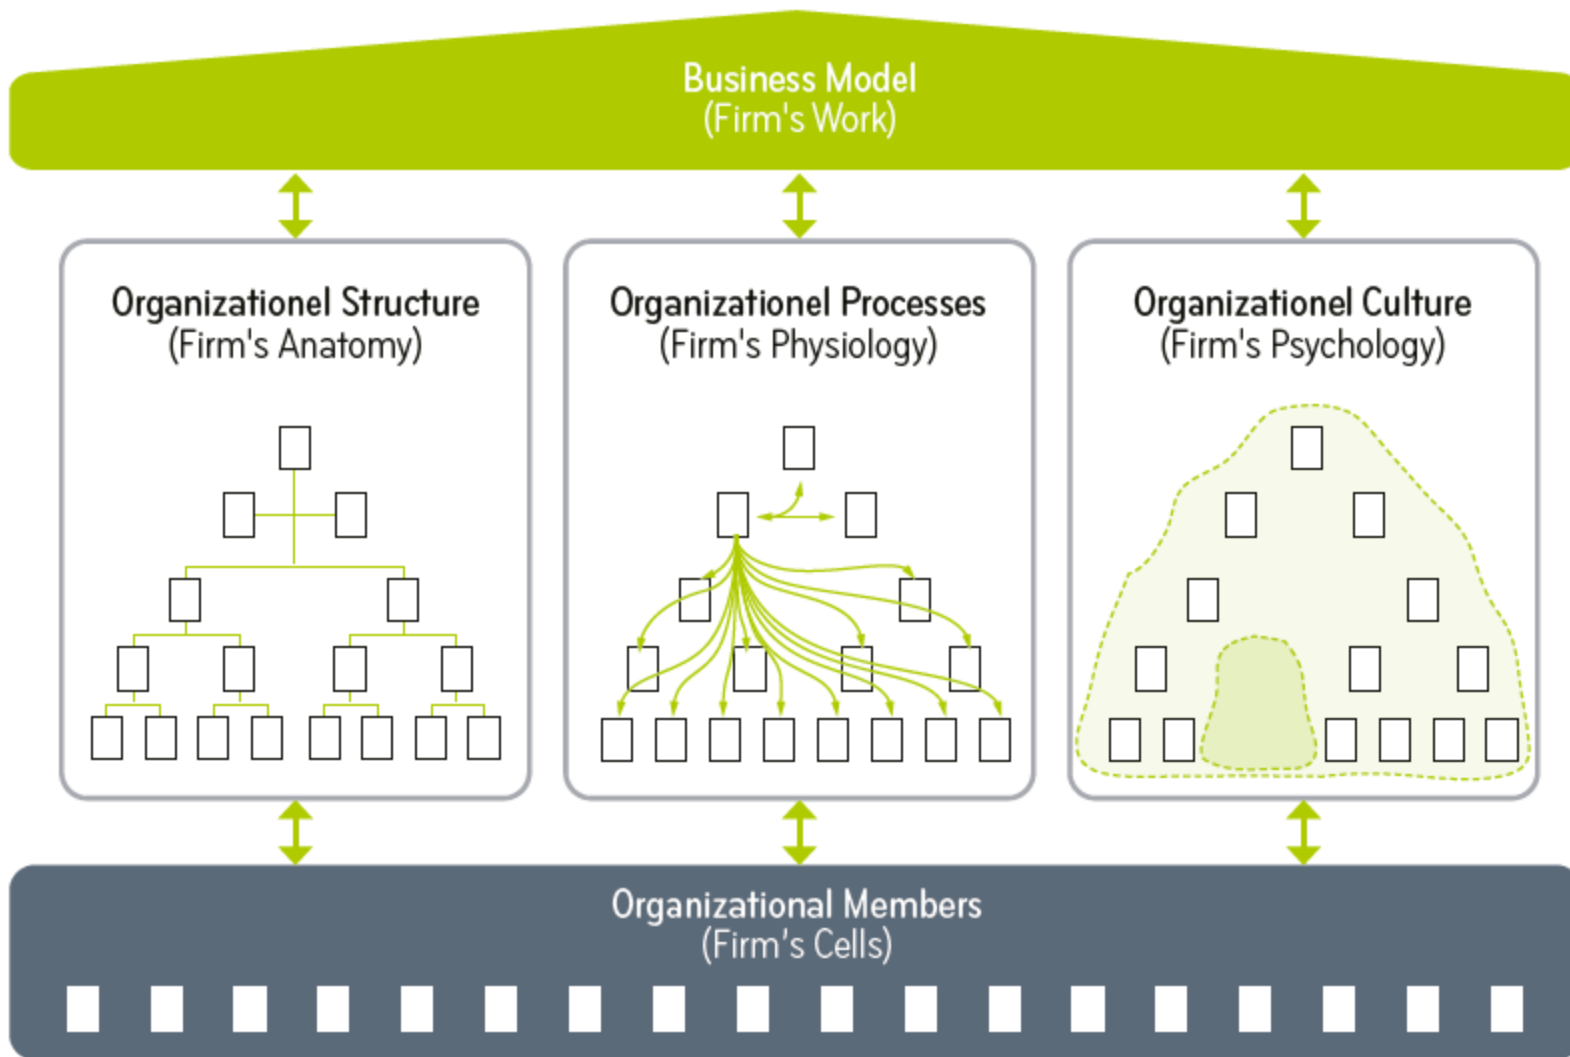 Business Model
(Firm's Work)
Organizationel Structure
(Firm's Anatomy)
Organizationel Processes
(Firm's Physiology)
Organizationel Culture
(Firm's Psychology)
Organizational Members
(Firm's Cells)